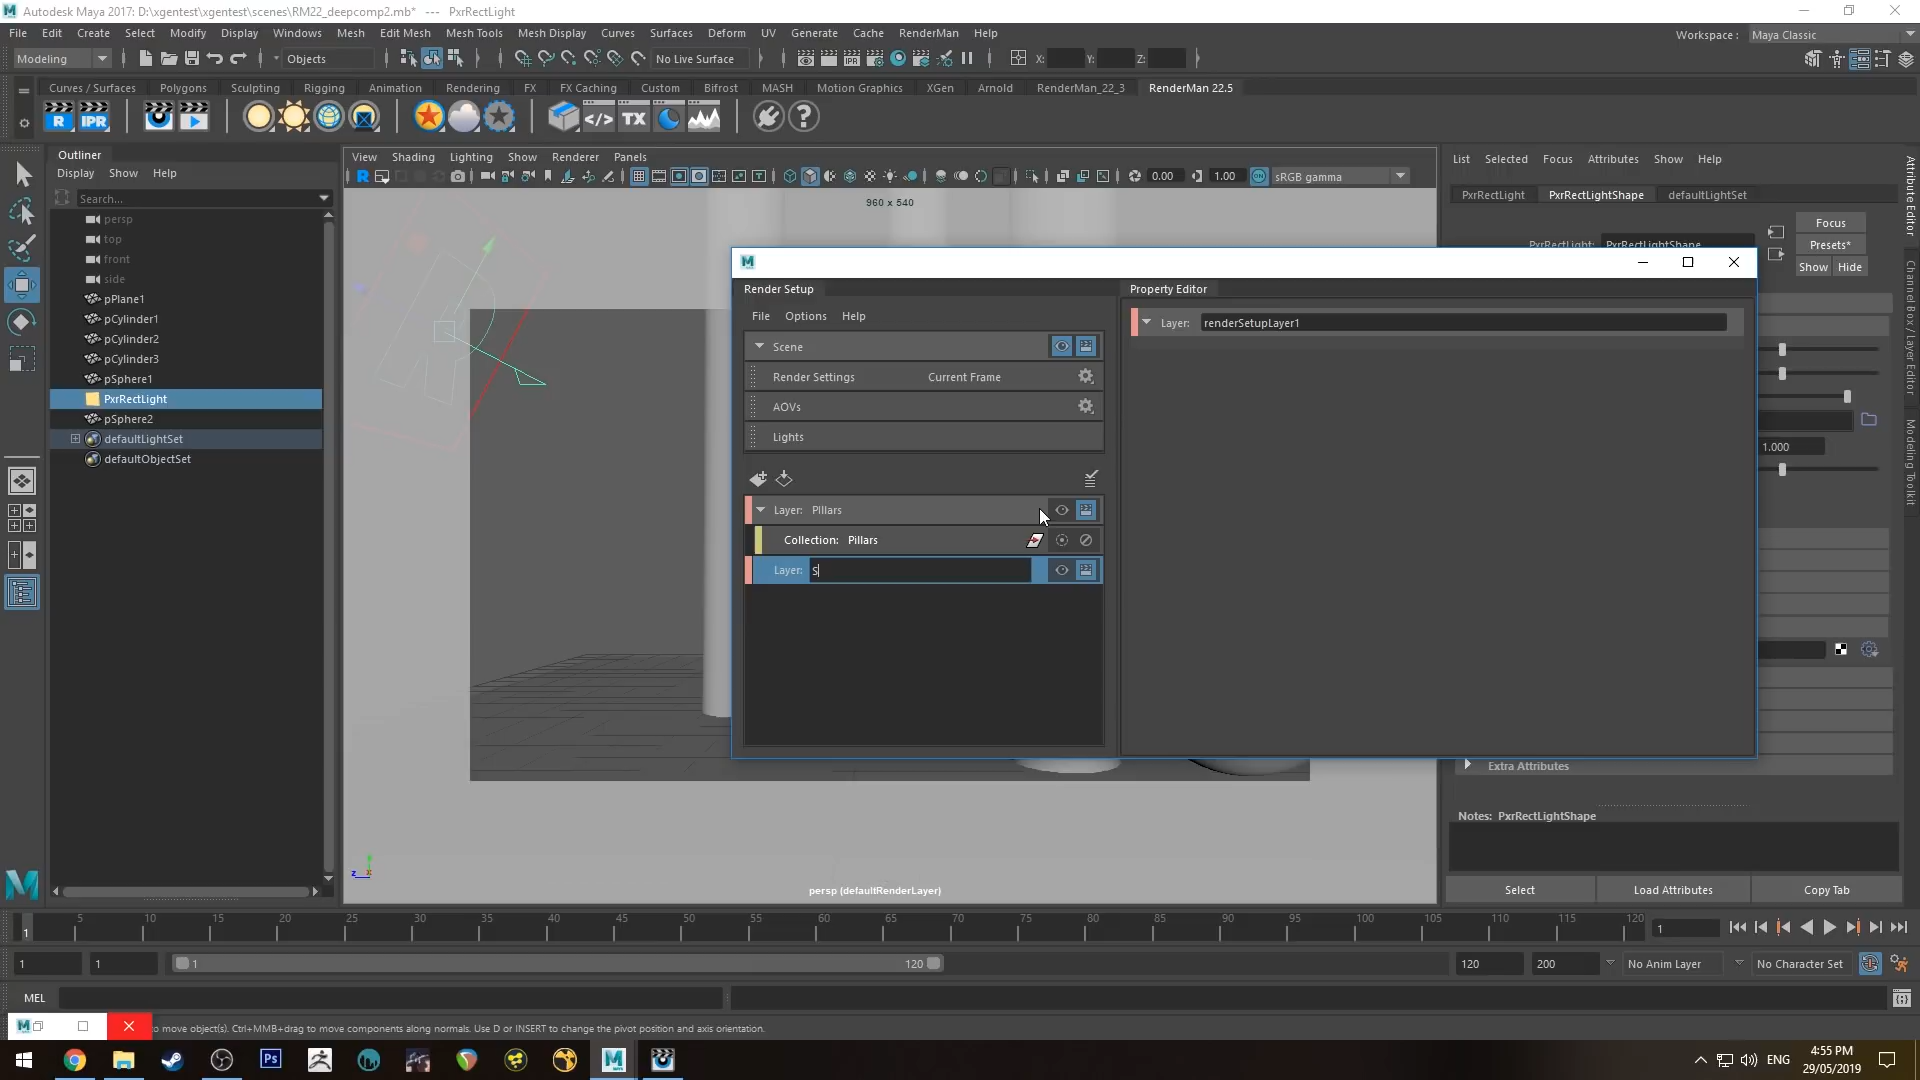 Autodesk Maya 2017: D:\xgentest\xgentest\scenes\RM22_deepcomp2.mb* --- PxrRectLight
File Edit Create Select Modify Display Windows Mesh Edit Mesh Mesh Tools Mesh Display Curves Surfaces Deform UV Generate Cache RenderMan Help
Workspace : Maya Classic
Modeling Objects No Live Surface X: Y: Z:
Curves / Surfaces Polygons Sculpting Rigging Animation Rendering FX FX Caching Custom Bifrost MASH Motion Graphics XGen Arnold RenderMan_22_3 RenderMan 22.5
R IPR </> TX ?
Outliner
Display Show Help
Search...
persp
top
front
side
pPlane1
pCylinder1
pCylinder2
pCylinder3
pSphere1
PxrRectLight
pSphere2
defaultLightSet
defaultObjectSet
View Shading Lighting Show Renderer Panels
0.00 1.00 sRGB gamma
960 x 540
persp (defaultRenderLayer)
Render Setup
File Options Help
Scene
Render Settings Current Frame
AOVs
Lights
Layer: PIllars
Collection: Pillars
Layer: S
Property Editor
Layer: renderSetupLayer1
List Selected Focus Attributes Show Help
PxrRectLight PxrRectLightShape defaultLightSet
PxrRectLight: PxrRectLightShape
Focus
Presets*
Show Hide
1.000
Extra Attributes
Notes: PxrRectLightShape
Select Load Attributes Copy Tab
Attribute Editor
Channel Box / Layer Editor
Modeling Toolkit
5 10 15 20 25 30 35 40 45 50 55 60 65 70 75 80 85 90 95 100 105 110 115 120
1 1
1 1 1 120 120 200 No Anim Layer No Character Set
MEL
to move object(s). Ctrl+MMB+drag to move components along normals. Use D or INSERT to change the pivot position and axis orientation.
ENG
4:55 PM
29/05/2019